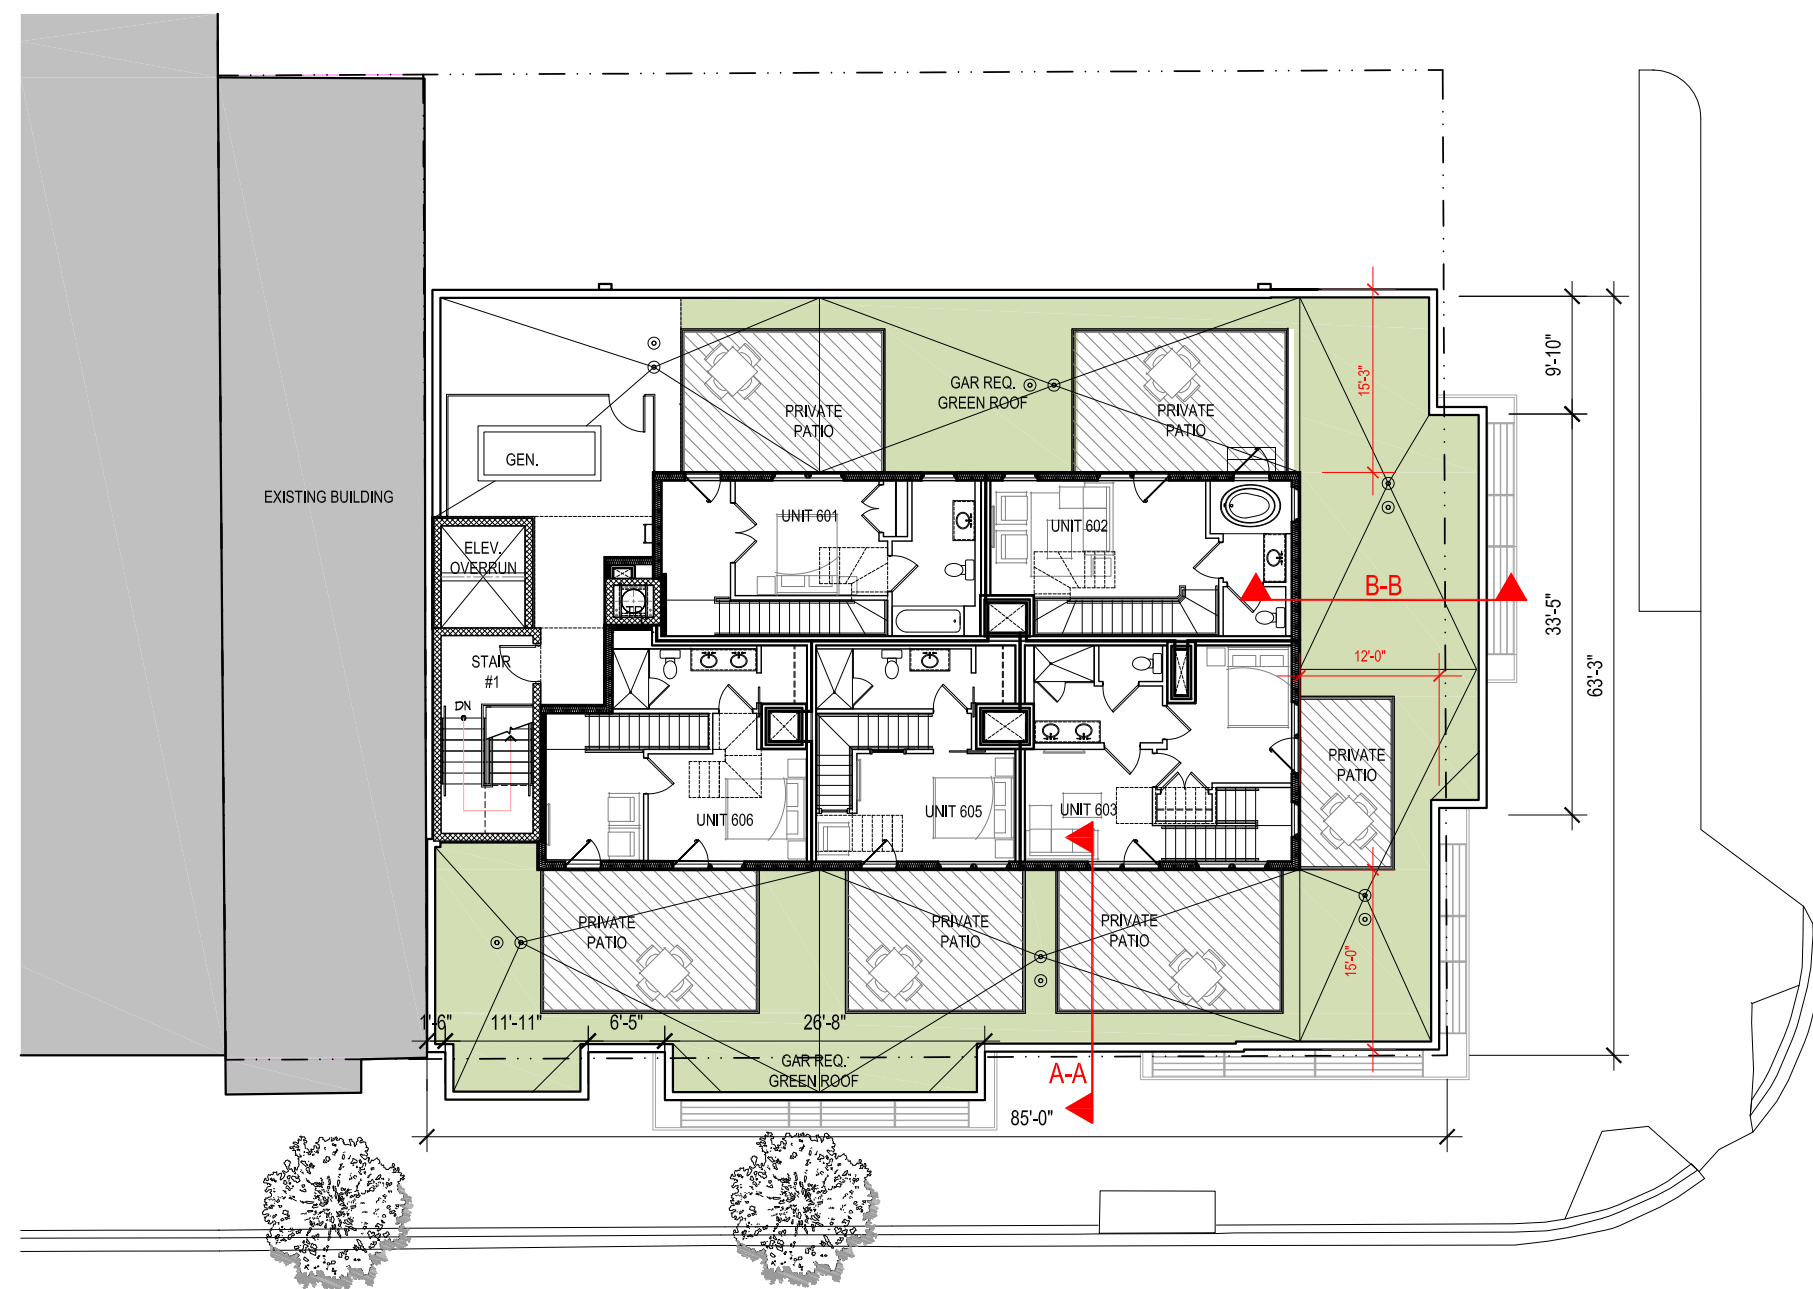 15'-3"
9'-10"
GAR REQ.
GREEN ROOF
PRIVATE
PATIO
PRIVATE
PATIO
GEN.
EXISTING BUILDING
UNIT 601
UNIT 602
ELEV.
OVERRUN
B-B
TR
33'-5"
63'-3"
STAIR
#1
12'-0"
DN
PRIVATE
PATIO
UNIT 606
UNIT 605
UNIT 603
PRIVATE
PATIO
PRIVATE
PATIO
PRIVATE
PATIO
15'-0"
1'-6"
11'-11"
6'-5"
26'-8"
GAR REQ.
GREEN ROOF
A-A
85'-0"